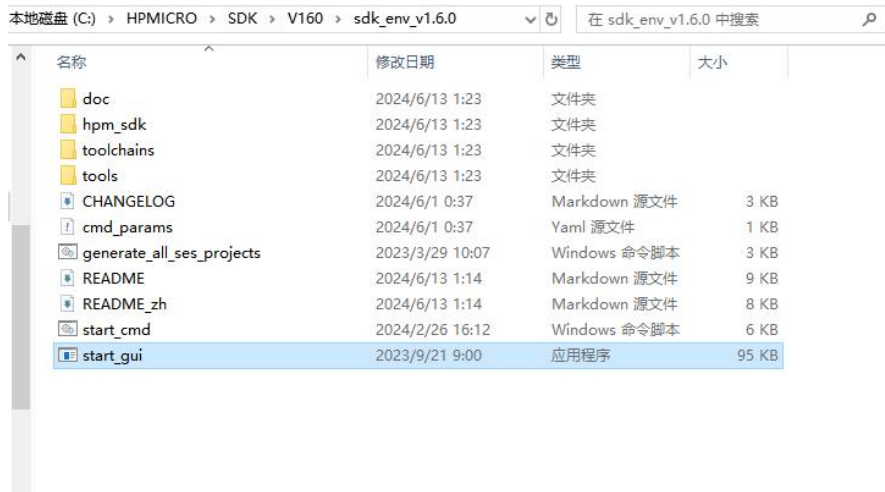 本地磁盘 (C:) › HPMICRO › SDK › V160 › sdk_env_v1.6.0 在 sdk_env_v1.6.0 中搜索
名称 修改日期 类型 大小
doc 2024/6/13 1:23 文件夹
hpm_sdk 2024/6/13 1:23 文件夹
toolchains 2024/6/13 1:23 文件夹
tools 2024/6/13 1:23 文件夹
CHANGELOG 2024/6/1 0:37 Markdown 源文件 3 KB
cmd_params 2024/6/1 0:37 Yaml 源文件 1 KB
generate_all_ses_projects 2023/3/29 10:07 Windows 命令脚本 3 KB
README 2024/6/13 1:14 Markdown 源文件 9 KB
README_zh 2024/6/13 1:14 Markdown 源文件 8 KB
start_cmd 2024/2/26 16:12 Windows 命令脚本 6 KB
start_gui 2023/9/21 9:00 应用程序 95 KB